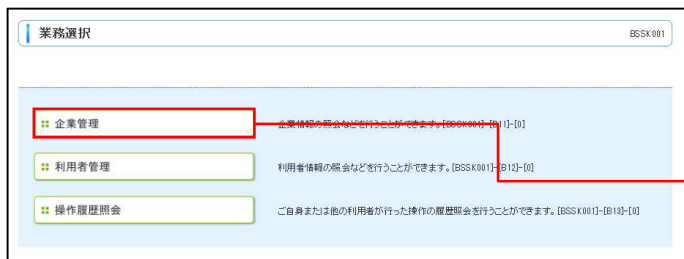 業務選択 BSSK001
企業管理 企業情報の照会などを行うことができます。[BSSK001]-[B11]-[0]
利用者管理 利用者情報の照会などを行うことができます。[BSSK001]-[B12]-[0]
操作履歴照会 ご自身または他の利用者が行った操作の履歴照会を行うことができます。[BSSK001]-[B13]-[0]